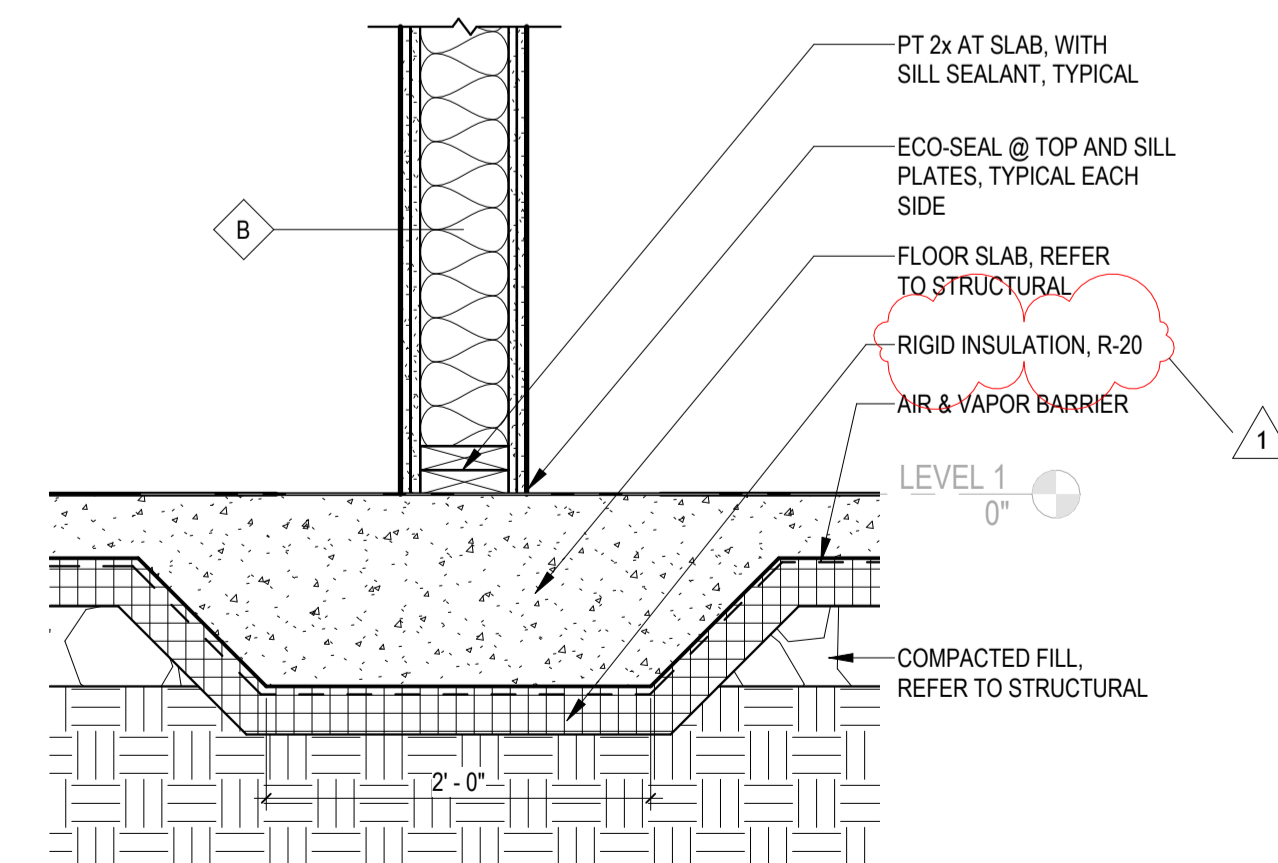 PT 2x AT SLAB, WITH
SILL SEALANT, TYPICAL
ECO-SEAL @ TOP AND SILL
PLATES, TYPICAL EACH
SIDE
B
FLOOR SLAB, REFER
TO STRUCTURAL
RIGID INSULATION, R-20
AIR & VAPOR BARRIER
1
LEVEL 1
0"
COMPACTED FILL,
REFER TO STRUCTURAL
2' - 0"